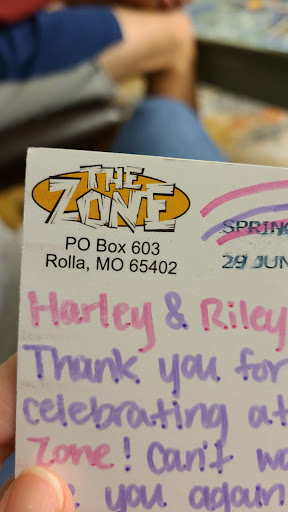 THE
ZONE
PO Box 603
Rolla, MO 65402
SPRING
29 JUN
Harley & Riley
Thank you for
celebrating at
Zone! Can't
you again